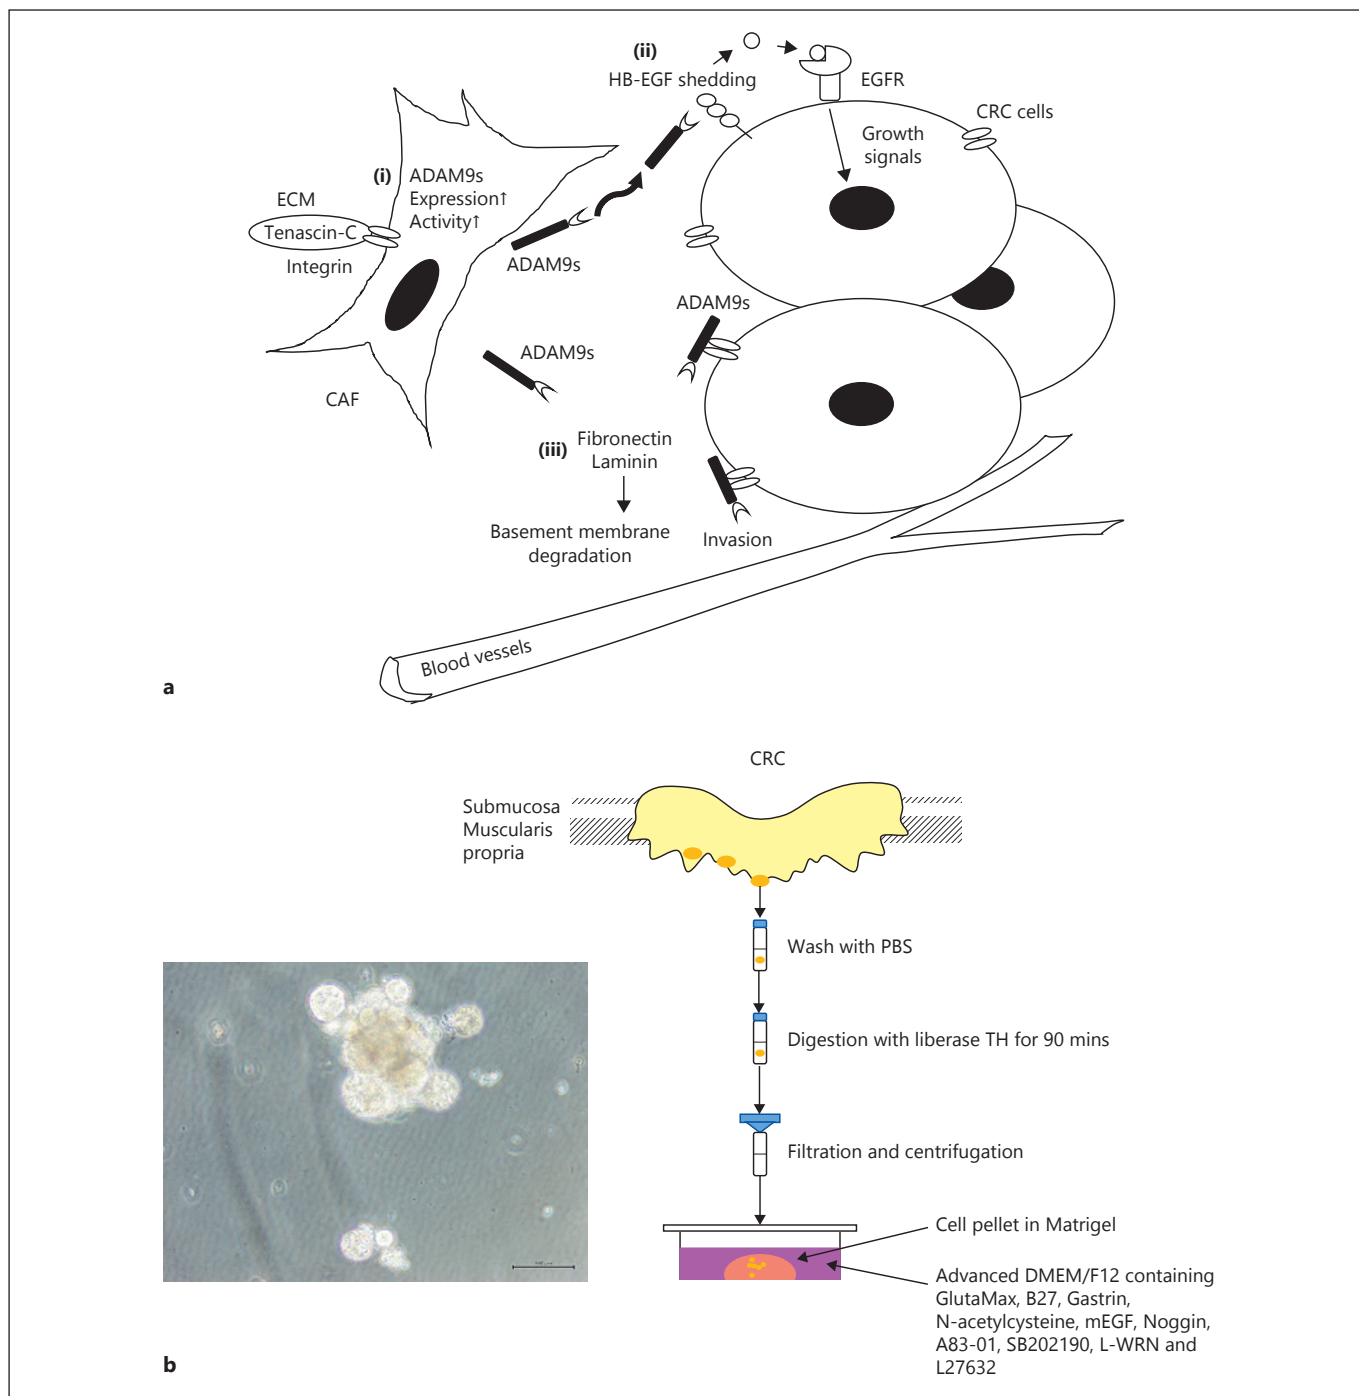 (ii)
HB-EGF shedding
EGFR
CRC cells
Growth
signals
(i) ADAM9s
Expression↑
Activity↑
ECM
Tenascin-C
Integrin
ADAM9s
ADAM9s
ADAM9s
CAF
(iii) Fibronectin
Laminin
Basement membrane
degradation
Invasion
Blood vessels
a
CRC
Submucosa
Muscularis
propria
Wash with PBS
Digestion with liberase TH for 90 mins
Filtration and centrifugation
Cell pellet in Matrigel
Advanced DMEM/F12 containing
GlutaMax, B27, Gastrin,
N-acetylcysteine, mEGF, Noggin,
A83-01, SB202190, L-WRN and
L27632
b